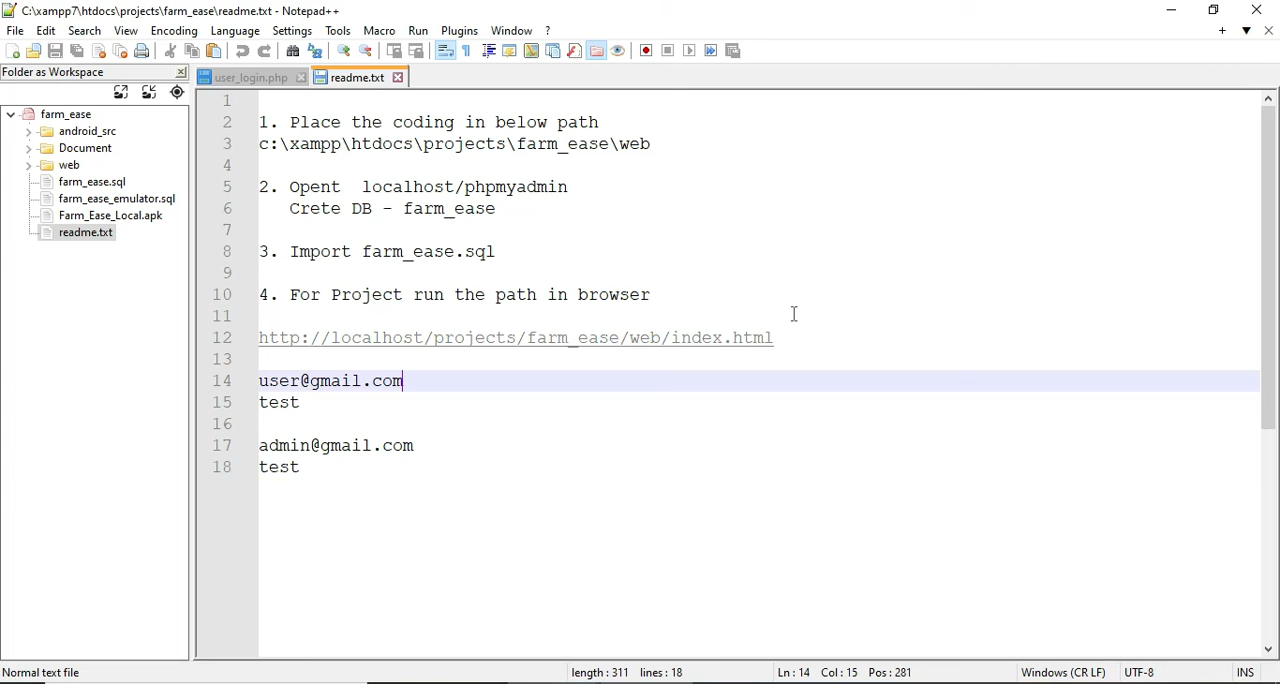 C:\xampp7\htdocs\projects\farm_ease\readme.txt - Notepad++
File Edit Search View Encoding Language Settings Tools Macro Run Plugins Window ?
Folder as Workspace
user_login.php readme.txt
farm_ease
android_src
Document
web
farm_ease.sql
farm_ease_emulator.sql
Farm_Ease_Local.apk
readme.txt
1
2 1. Place the coding in below path
3 c:\xampp\htdocs\projects\farm_ease\web
4
5 2. Opent  localhost/phpmyadmin
6    Crete DB - farm_ease
7
8 3. Import farm_ease.sql
9
10 4. For Project run the path in browser
11
12 http://localhost/projects/farm_ease/web/index.html
13
14 user@gmail.com
15 test
16
17 admin@gmail.com
18 test
Normal text file length : 311 lines : 18 Ln : 14 Col : 15 Pos : 281 Windows (CR LF) UTF-8 INS